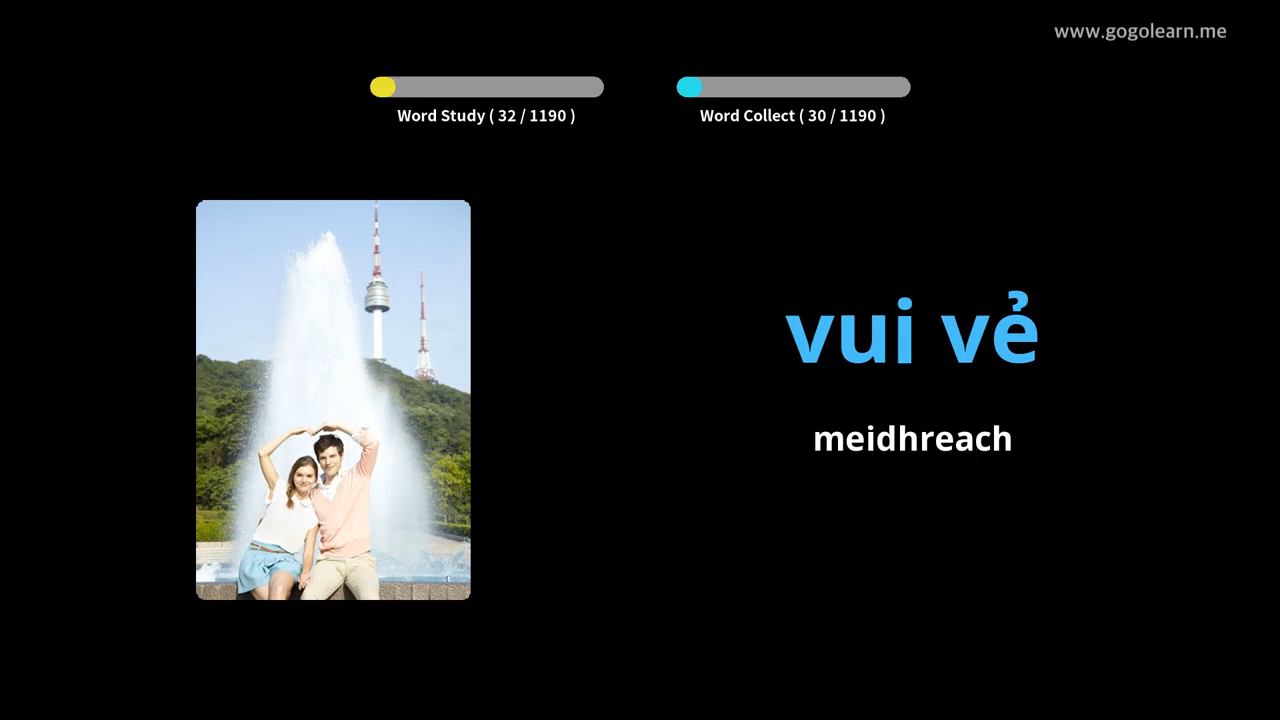 www.gogolearn.me
Word Study ( 32 / 1190 )
Word Collect ( 30 / 1190 )
vui vẻ
meidhreach